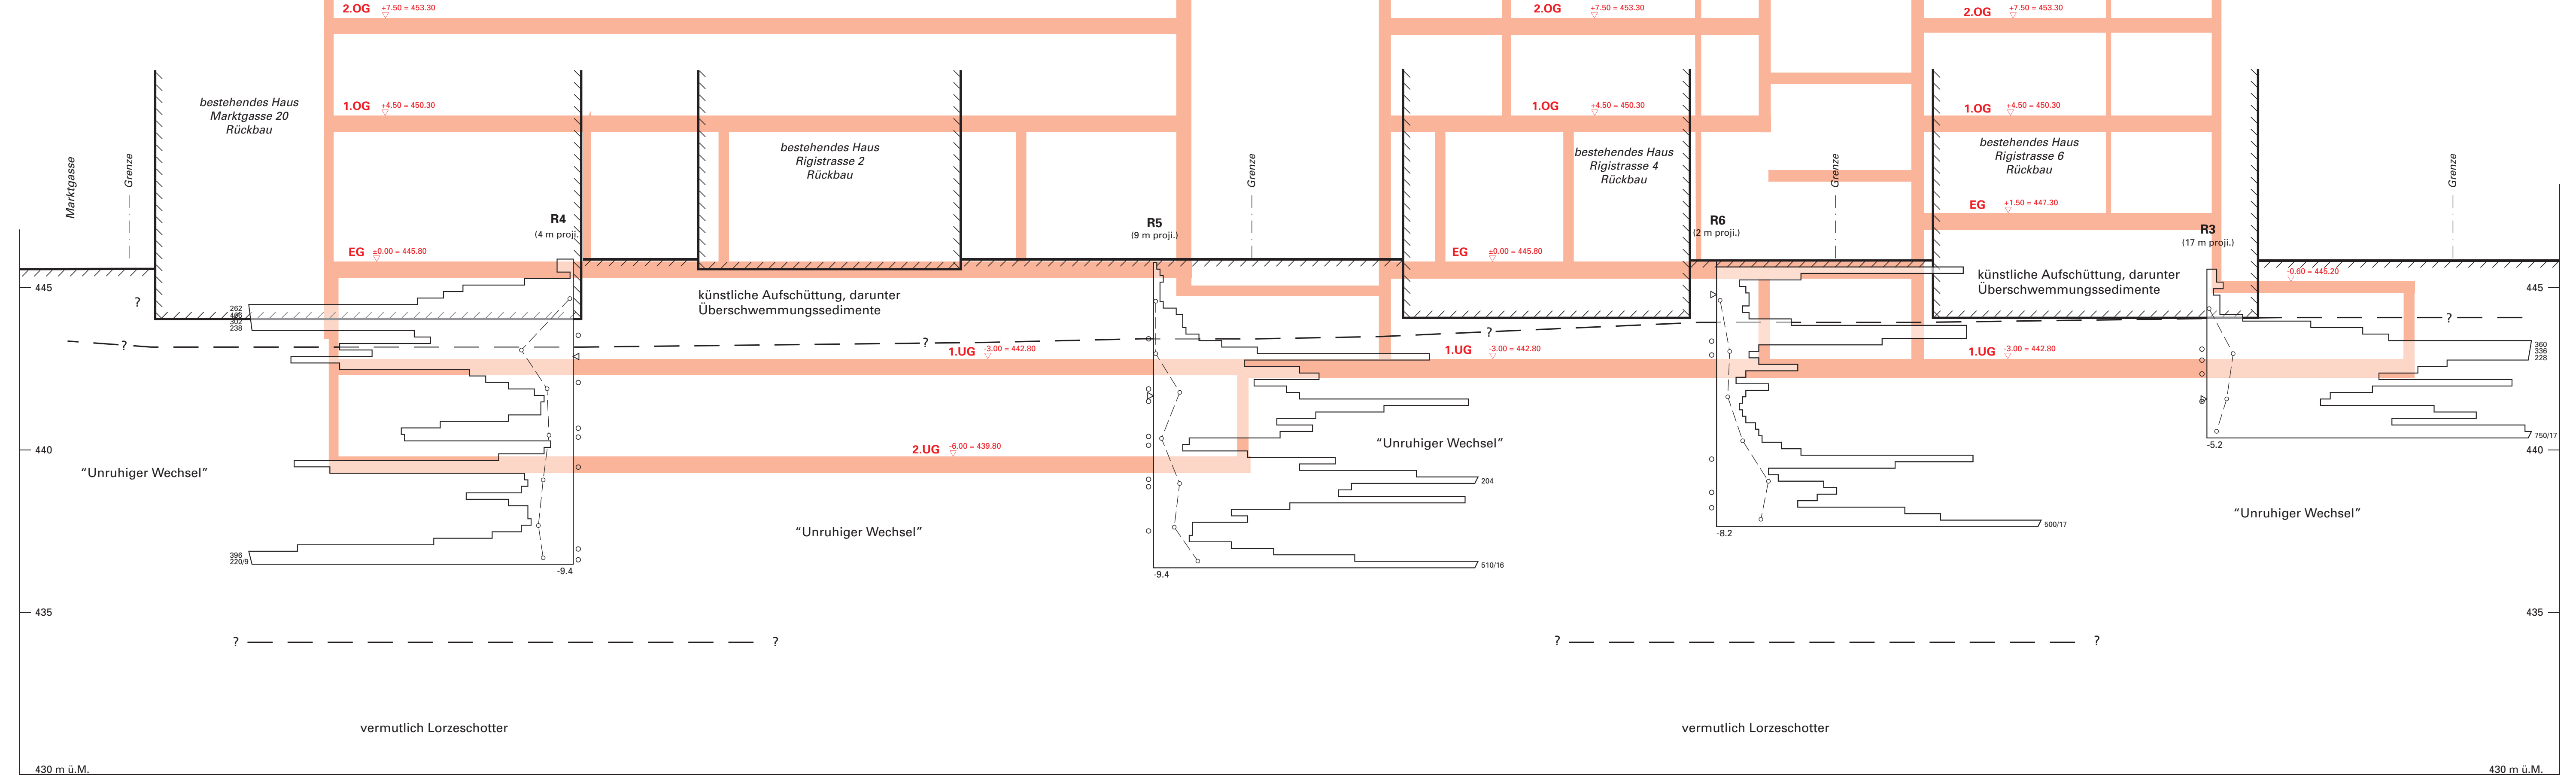 2.OG +7.50 = 453.30
2.OG +7.50 = 453.30
2.OG +7.50 = 453.30
bestehendes Haus
Marktgasse 20
Rückbau
1.OG +4.50 = 450.30
1.OG +4.50 = 450.30
1.OG +4.50 = 450.30
bestehendes Haus
Rigistrasse 2
Rückbau
bestehendes Haus
Rigistrasse 4
Rückbau
bestehendes Haus
Rigistrasse 6
Rückbau
Marktgasse
Grenze
Grenze
Grenze
Grenze
EG +1.50 = 447.30
R4
(4 m proji.)
R5
(9 m proji.)
R6
(2 m proji.)
R3
(17 m proji.)
EG ±0.00 = 445.80
EG ±0.00 = 445.80
-0.60 = 445.20
445
445
künstliche Aufschüttung, darunter
Überschwemmungssedimente
künstliche Aufschüttung, darunter
Überschwemmungssedimente
?
262
302
238
?
?
?
?
1.UG -3.00 = 442.80
1.UG -3.00 = 442.80
1.UG -3.00 = 442.80
360
336
228
750/17
-5.2
440
440
2.UG -6.00 = 439.80
“Unruhiger Wechsel”
“Unruhiger Wechsel”
“Unruhiger Wechsel”
“Unruhiger Wechsel”
204
500/17
-8.2
396
220/9
-9.4
510/16
-9.4
435
435
? ?
? ?
vermutlich Lorzeschotter
vermutlich Lorzeschotter
430 m ü.M.
430 m ü.M.